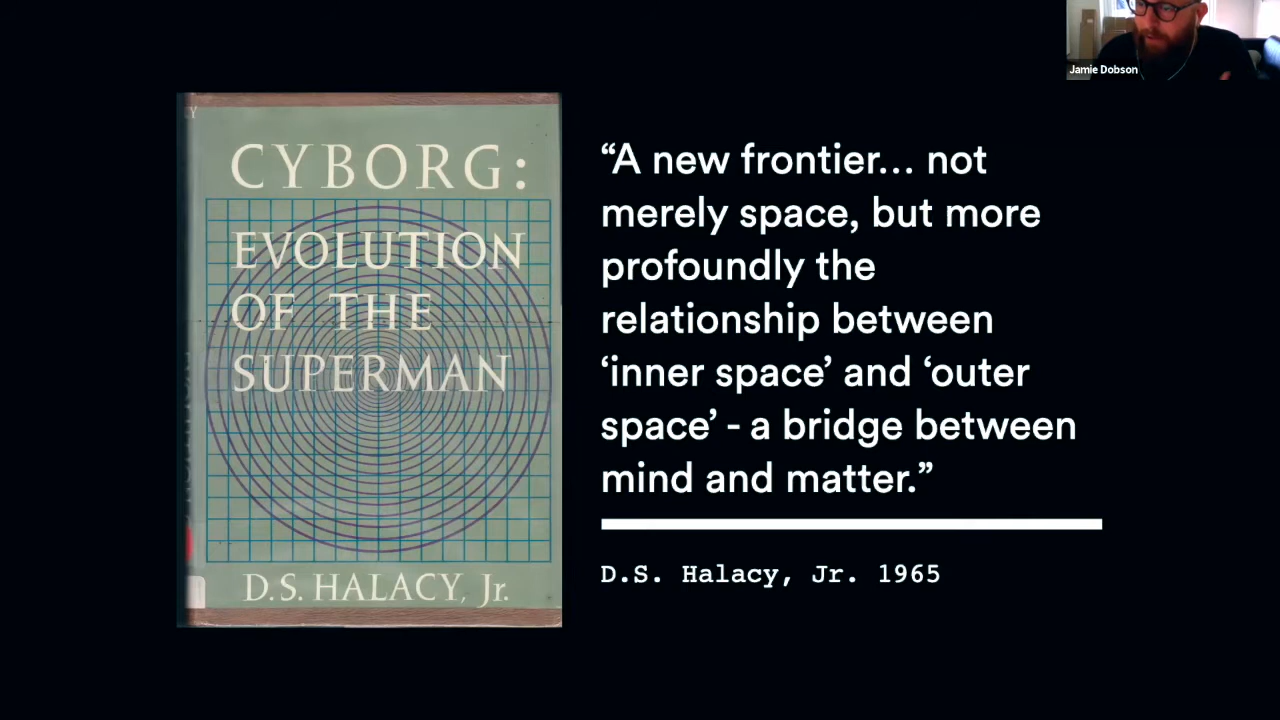 Jamie Dobson
Y
CYBORG:
EVOLUTION
OF THE
SUPERMAN
D.S. HALACY, Jr.
“A new frontier... not
merely space, but more
profoundly the
relationship between
‘inner space’ and ‘outer
space’ - a bridge between
mind and matter.”
D.S. Halacy, Jr. 1965